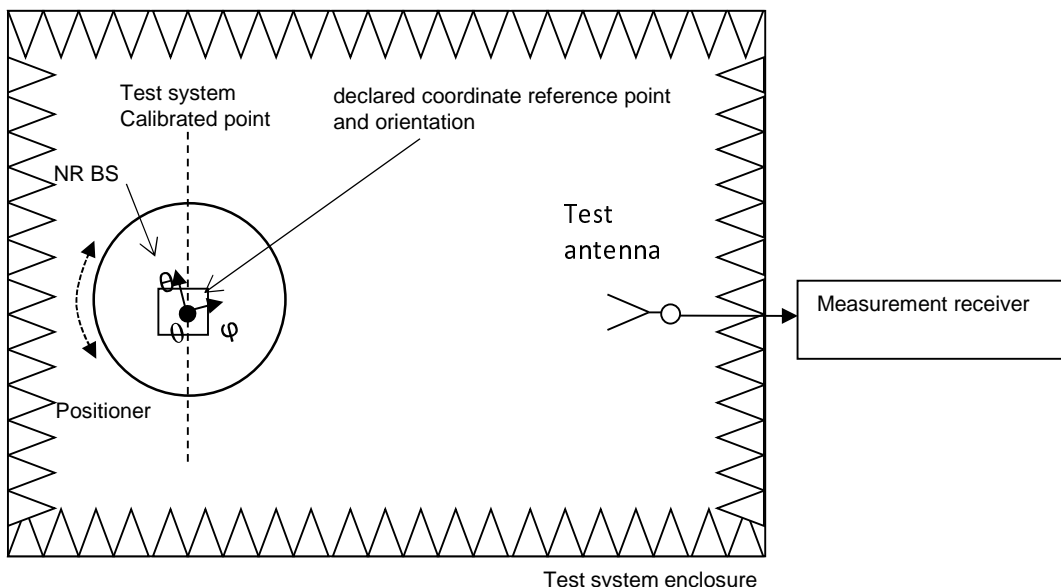 Test system
Calibrated point
declared coordinate reference point
and orientation
NR BS
Test
antenna
θ
θ
φ
Measurement receiver
Positioner
Test system enclosure